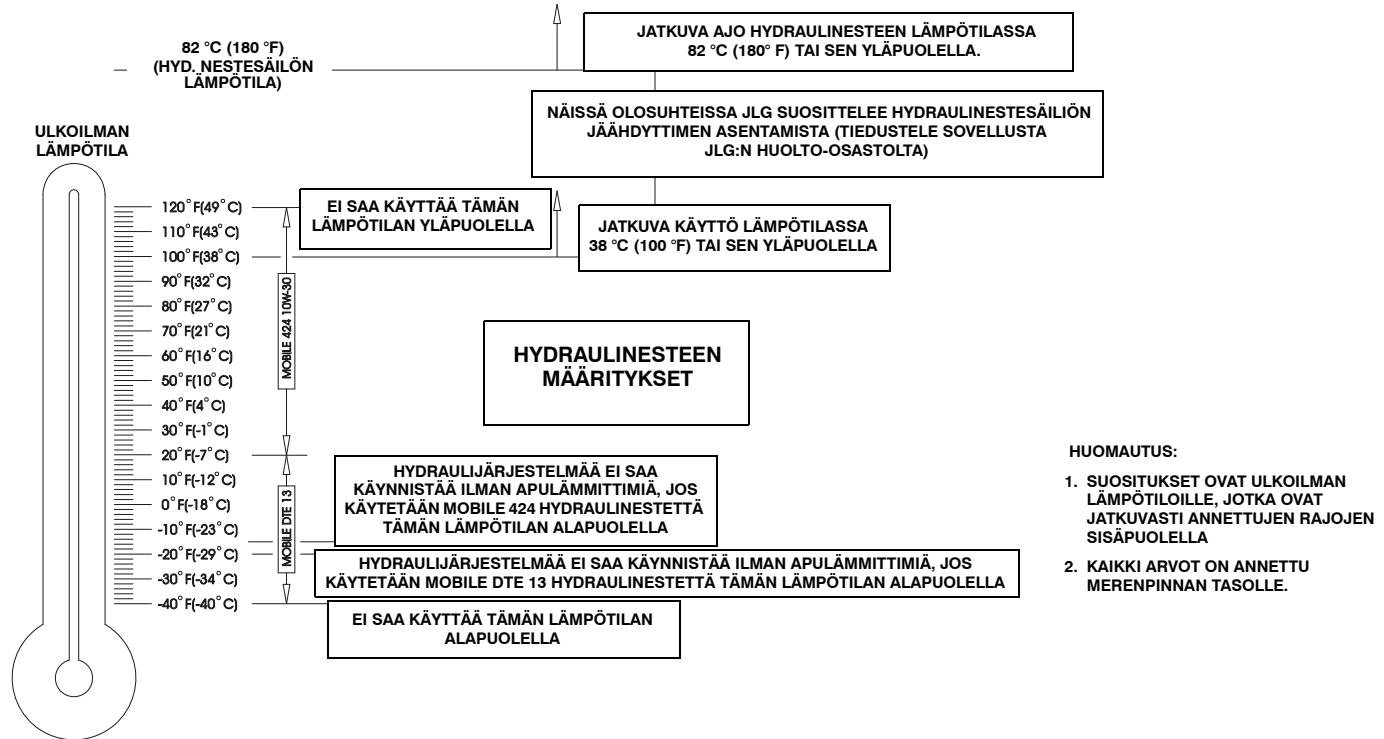 82 °C (180 °F)
(HYD. NESTESÄILÖN
LÄMPÖTILA)
JATKUVA AJO HYDRAULINESTEEN LÄMPÖTILASSA
82 °C (180° F) TAI SEN YLÄPUOLELLA.
NÄISSÄ OLOSUHTEISSA JLG SUOSITTELEE HYDRAULINESTESÄILIÖN
JÄÄHDYTTIMEN ASENTAMISTA (TIEDUSTELE SOVELLUSTA
JLG:N HUOLTO-OSASTOLTA)
ULKOILMAN
LÄMPÖTILA
120° F(49° C)
110° F(43° C)
100° F(38° C)
90° F(32° C)
80° F(27° C)
70° F(21° C)
60° F(16° C)
50° F(10° C)
40° F(4° C)
30° F(-1° C)
20° F(-7° C)
10° F(-12° C)
0° F(-18° C)
-10° F(-23° C)
-20° F(-29° C)
-30° F(-34° C)
-40° F(-40° C)
EI SAA KÄYTTÄÄ TÄMÄN
LÄMPÖTILAN YLÄPUOLELLA
JATKUVA KÄYTTÖ LÄMPÖTILASSA
38 °C (100 °F) TAI SEN YLÄPUOLELLA
MOBILE 424 10W-30
HYDRAULINESTEEN
MÄÄRITYKSET
MOBILE DTE 13
HYDRAULIJÄRJESTELMÄÄ EI SAA
KÄYNNISTÄÄ ILMAN APULÄMMITTIMIÄ, JOS
KÄYTETÄÄN MOBILE 424 HYDRAULINESTETTÄ
TÄMÄN LÄMPÖTILAN ALAPUOLELLA
HYDRAULIJÄRJESTELMÄÄ EI SAA KÄYNNISTÄÄ ILMAN APULÄMMITTIMIÄ, JOS
KÄYTETÄÄN MOBILE DTE 13 HYDRAULINESTETTÄ TÄMÄN LÄMPÖTILAN ALAPUOLELLA
EI SAA KÄYTTÄÄ TÄMÄN LÄMPÖTILAN
ALAPUOLELLA
HUOMAUTUS:
1. SUOSITUKSET OVAT ULKOILMAN
LÄMPÖTILOILLE, JOTKA OVAT
JATKUVASTI ANNETTUJEN RAJOJEN
SISÄPUOLELLA
2. KAIKKI ARVOT ON ANNETTU
MERENPINNAN TASOLLE.